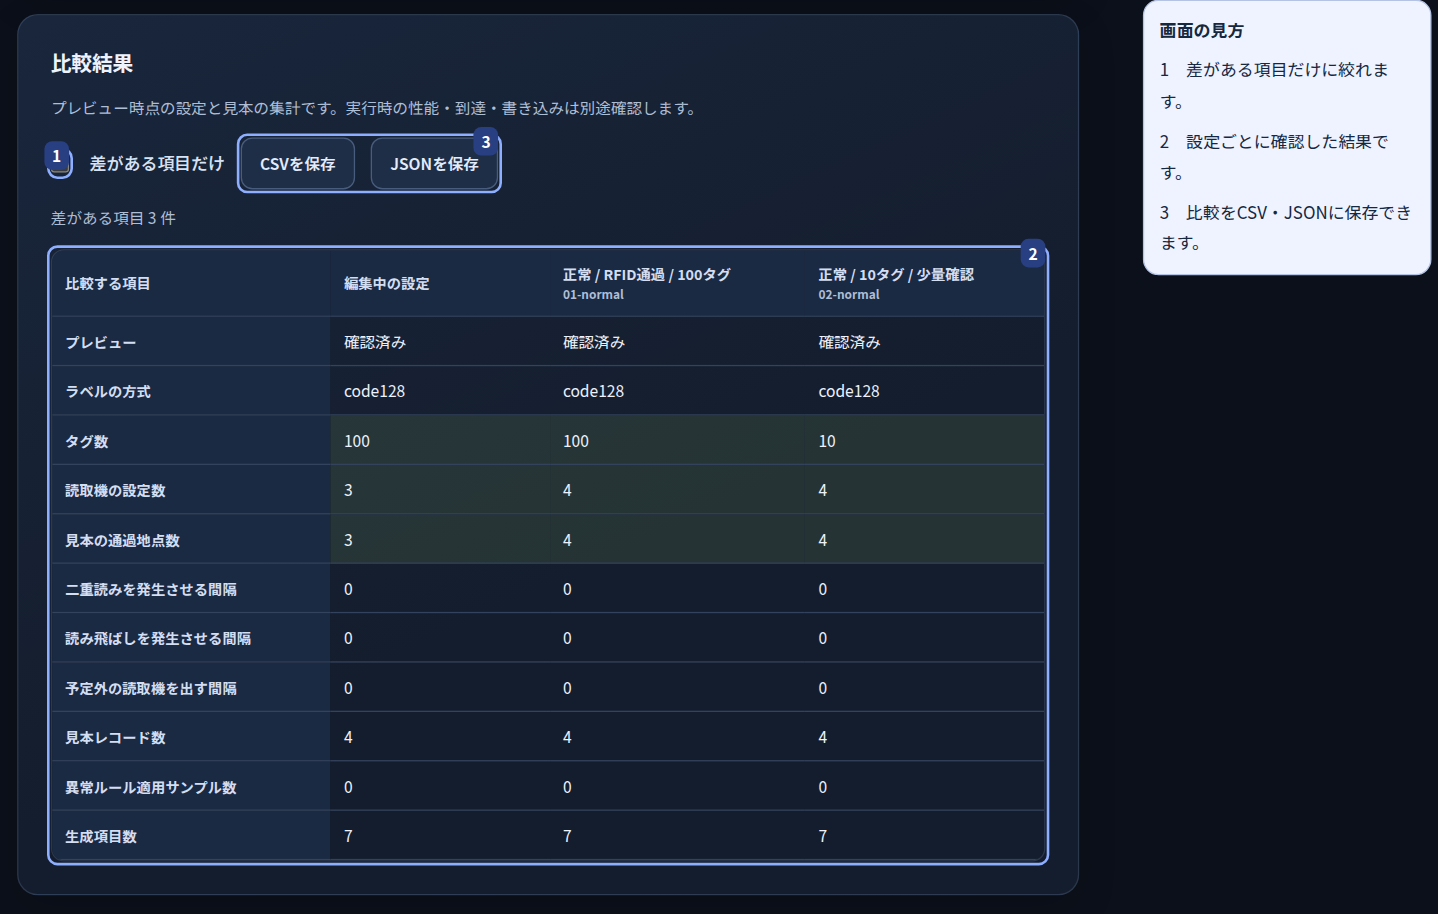 比較結果
プレビュー時点の設定と見本の集計です。実行時の性能・到達・書き込みは別途確認します。
1 差がある項目だけ CSVを保存 JSONを保存 3
差がある項目 3 件
2
比較する項目 編集中の設定 正常 / RFID通過 / 100タグ 正常 / 10タグ / 少量確認
01-normal 02-normal
プレビュー 確認済み 確認済み 確認済み
ラベルの方式 code128 code128 code128
タグ数 100 100 10
読取機の設定数 3 4 4
見本の通過地点数 3 4 4
二重読みを発生させる間隔 0 0 0
読み飛ばしを発生させる間隔 0 0 0
予定外の読取機を出す間隔 0 0 0
見本レコード数 4 4 4
異常ルール適用サンプル数 0 0 0
生成項目数 7 7 7
画面の見方
1 差がある項目だけに絞れま
す。
2 設定ごとに確認した結果で
す。
3 比較をCSV・JSONに保存でき
ます。